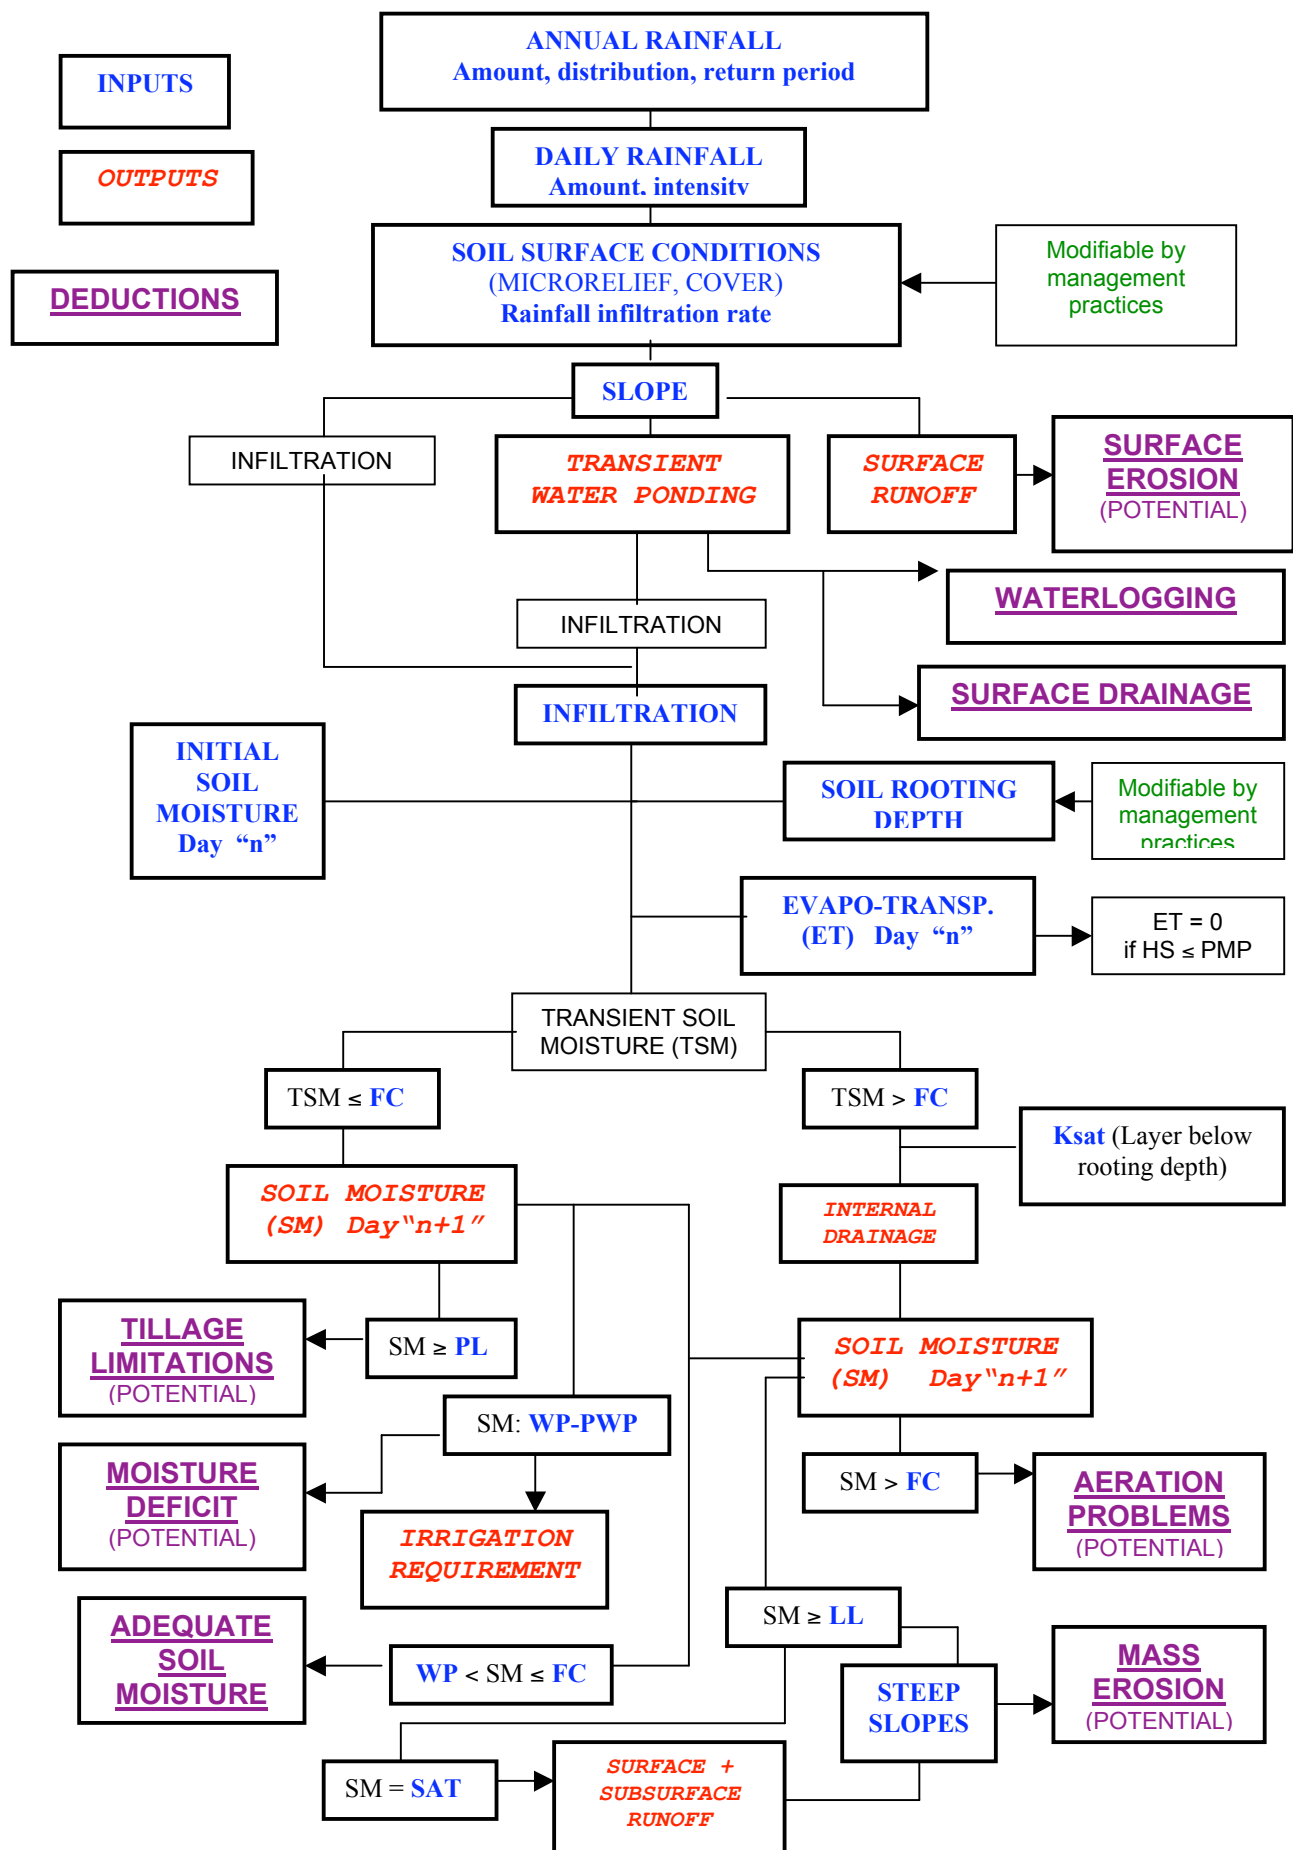 ANNUAL RAINFALL
Amount, distribution, return period
INPUTS
DAILY RAINFALL
Amount, intensity
OUTPUTS
SOIL SURFACE CONDITIONS
(MICRORELIEF, COVER)
Rainfall infiltration rate
Modifiable by
management
practices
DEDUCTIONS
SLOPE
INFILTRATION
TRANSIENT
WATER PONDING
SURFACE
RUNOFF
SURFACE
EROSION
(POTENTIAL)
WATERLOGGING
INFILTRATION
SURFACE DRAINAGE
INFILTRATION
INITIAL
SOIL
MOISTURE
Day “n”
SOIL ROOTING
DEPTH
Modifiable by
management
practices
EVAPO-TRANSP.
(ET) Day “n”
ET = 0
if HS ≤ PMP
TRANSIENT SOIL
MOISTURE (TSM)
TSM ≤ FC
TSM > FC
Ksat (Layer below
rooting depth)
SOIL MOISTURE
(SM) Day“n+1”
INTERNAL
DRAINAGE
TILLAGE
LIMITATIONS
(POTENTIAL)
SM ≥ PL
SOIL MOISTURE
(SM) Day“n+1”
SM: WP-PWP
MOISTURE
DEFICIT
(POTENTIAL)
SM > FC
AERATION
PROBLEMS
(POTENTIAL)
IRRIGATION
REQUIREMENT
SM ≥ LL
ADEQUATE
SOIL
MOISTURE
WP < SM ≤ FC
STEEP
SLOPES
MASS
EROSION
(POTENTIAL)
SM = SAT
SURFACE +
SUBSURFACE
RUNOFF